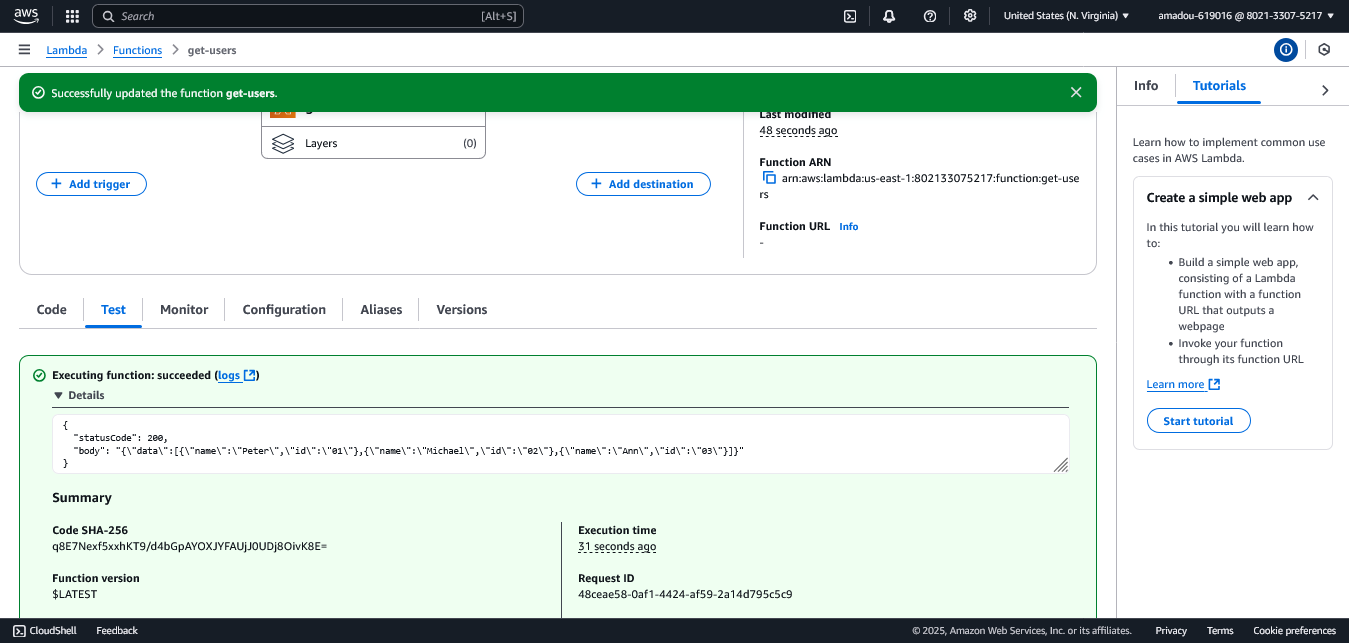 aws
Search [Alt+S]
United States (N. Virginia) ▼
amadou-619016 @ 8021-3307-5217 ▼
Lambda > Functions > get-users
Successfully updated the function get-users.
Layers (0)
Add trigger
Add destination
Last modified
48 seconds ago
Function ARN
arn:aws:lambda:us-east-1:802133075217:function:get-use
rs
Function URL Info
-
Code
Test
Monitor
Configuration
Aliases
Versions
Executing function: succeeded (logs)
▼ Details
{
"statusCode": 200,
"body": "{\"data\":[{\"name\":\"Peter\",\"id\":\"01\"},{\"name\":\"Michael\",\"id\":\"02\"},{\"name\":\"Ann\",\"id\":\"03\"}]}"
}
Summary
Code SHA-256
q8E7Nexf5xxhKT9/d4bGpAYOXJYFAUjJ0UDj8OivK8E=
Function version
$LATEST
Execution time
31 seconds ago
Request ID
48ceae58-0af1-4424-af59-2a14d795c5c9
Info
Tutorials
Learn how to implement common use
cases in AWS Lambda.
Create a simple web app
In this tutorial you will learn how
to:
• Build a simple web app,
consisting of a Lambda
function with a function
URL that outputs a
webpage
• Invoke your function
through its function URL
Learn more
Start tutorial
CloudShell
Feedback
© 2025, Amazon Web Services, Inc. or its affiliates.
Privacy
Terms
Cookie preferences